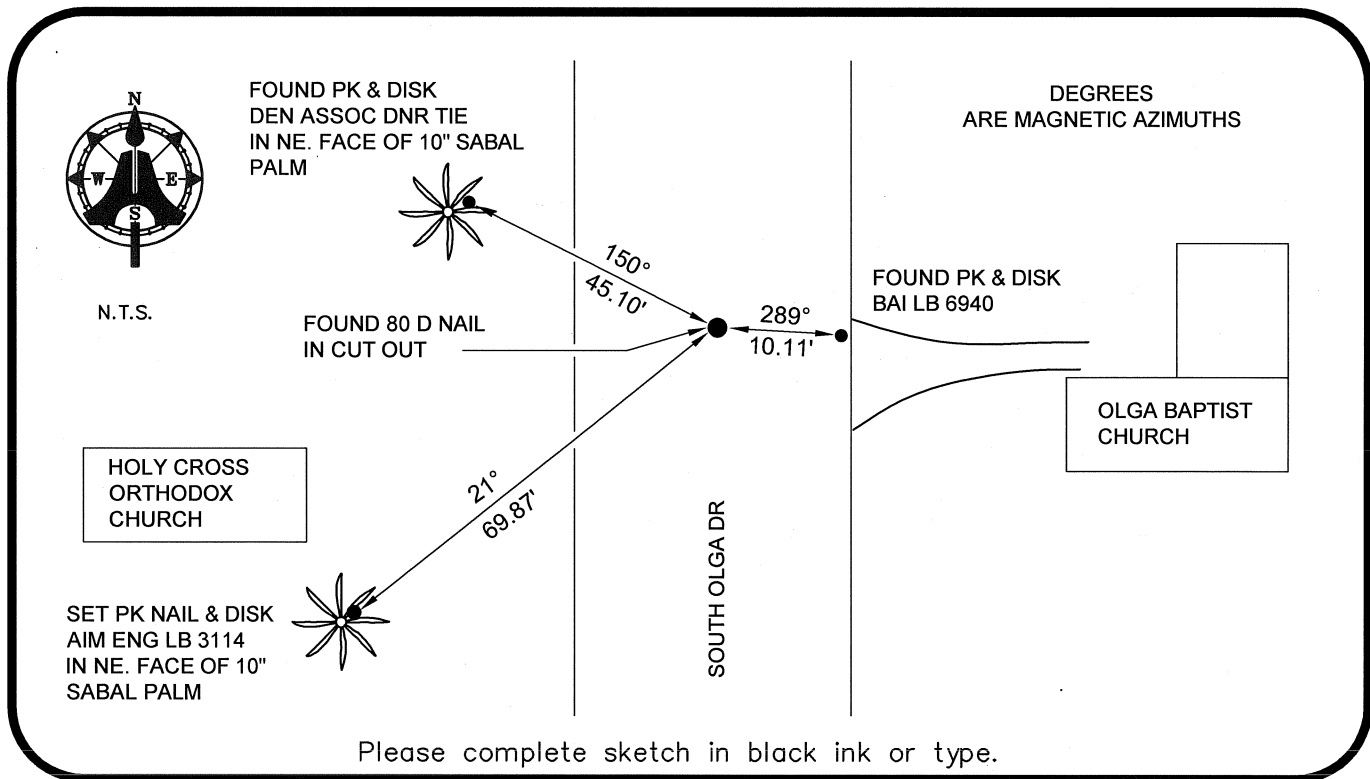 FOUND PK & DISK
DEN ASSOC DNR TIE
IN NE. FACE OF 10" SABAL
PALM
DEGREES
ARE MAGNETIC AZIMUTHS
N
W
E
S
N.T.S.
150°
45.10'
FOUND 80 D NAIL
IN CUT OUT
289°
10.11'
FOUND PK & DISK
BAI LB 6940
OLGA BAPTIST
CHURCH
HOLY CROSS
ORTHODOX
CHURCH
21°
69.87'
SOUTH OLGA DR
SET PK NAIL & DISK
AIM ENG LB 3114
IN NE. FACE OF 10"
SABAL PALM
Please complete sketch in black ink or type.